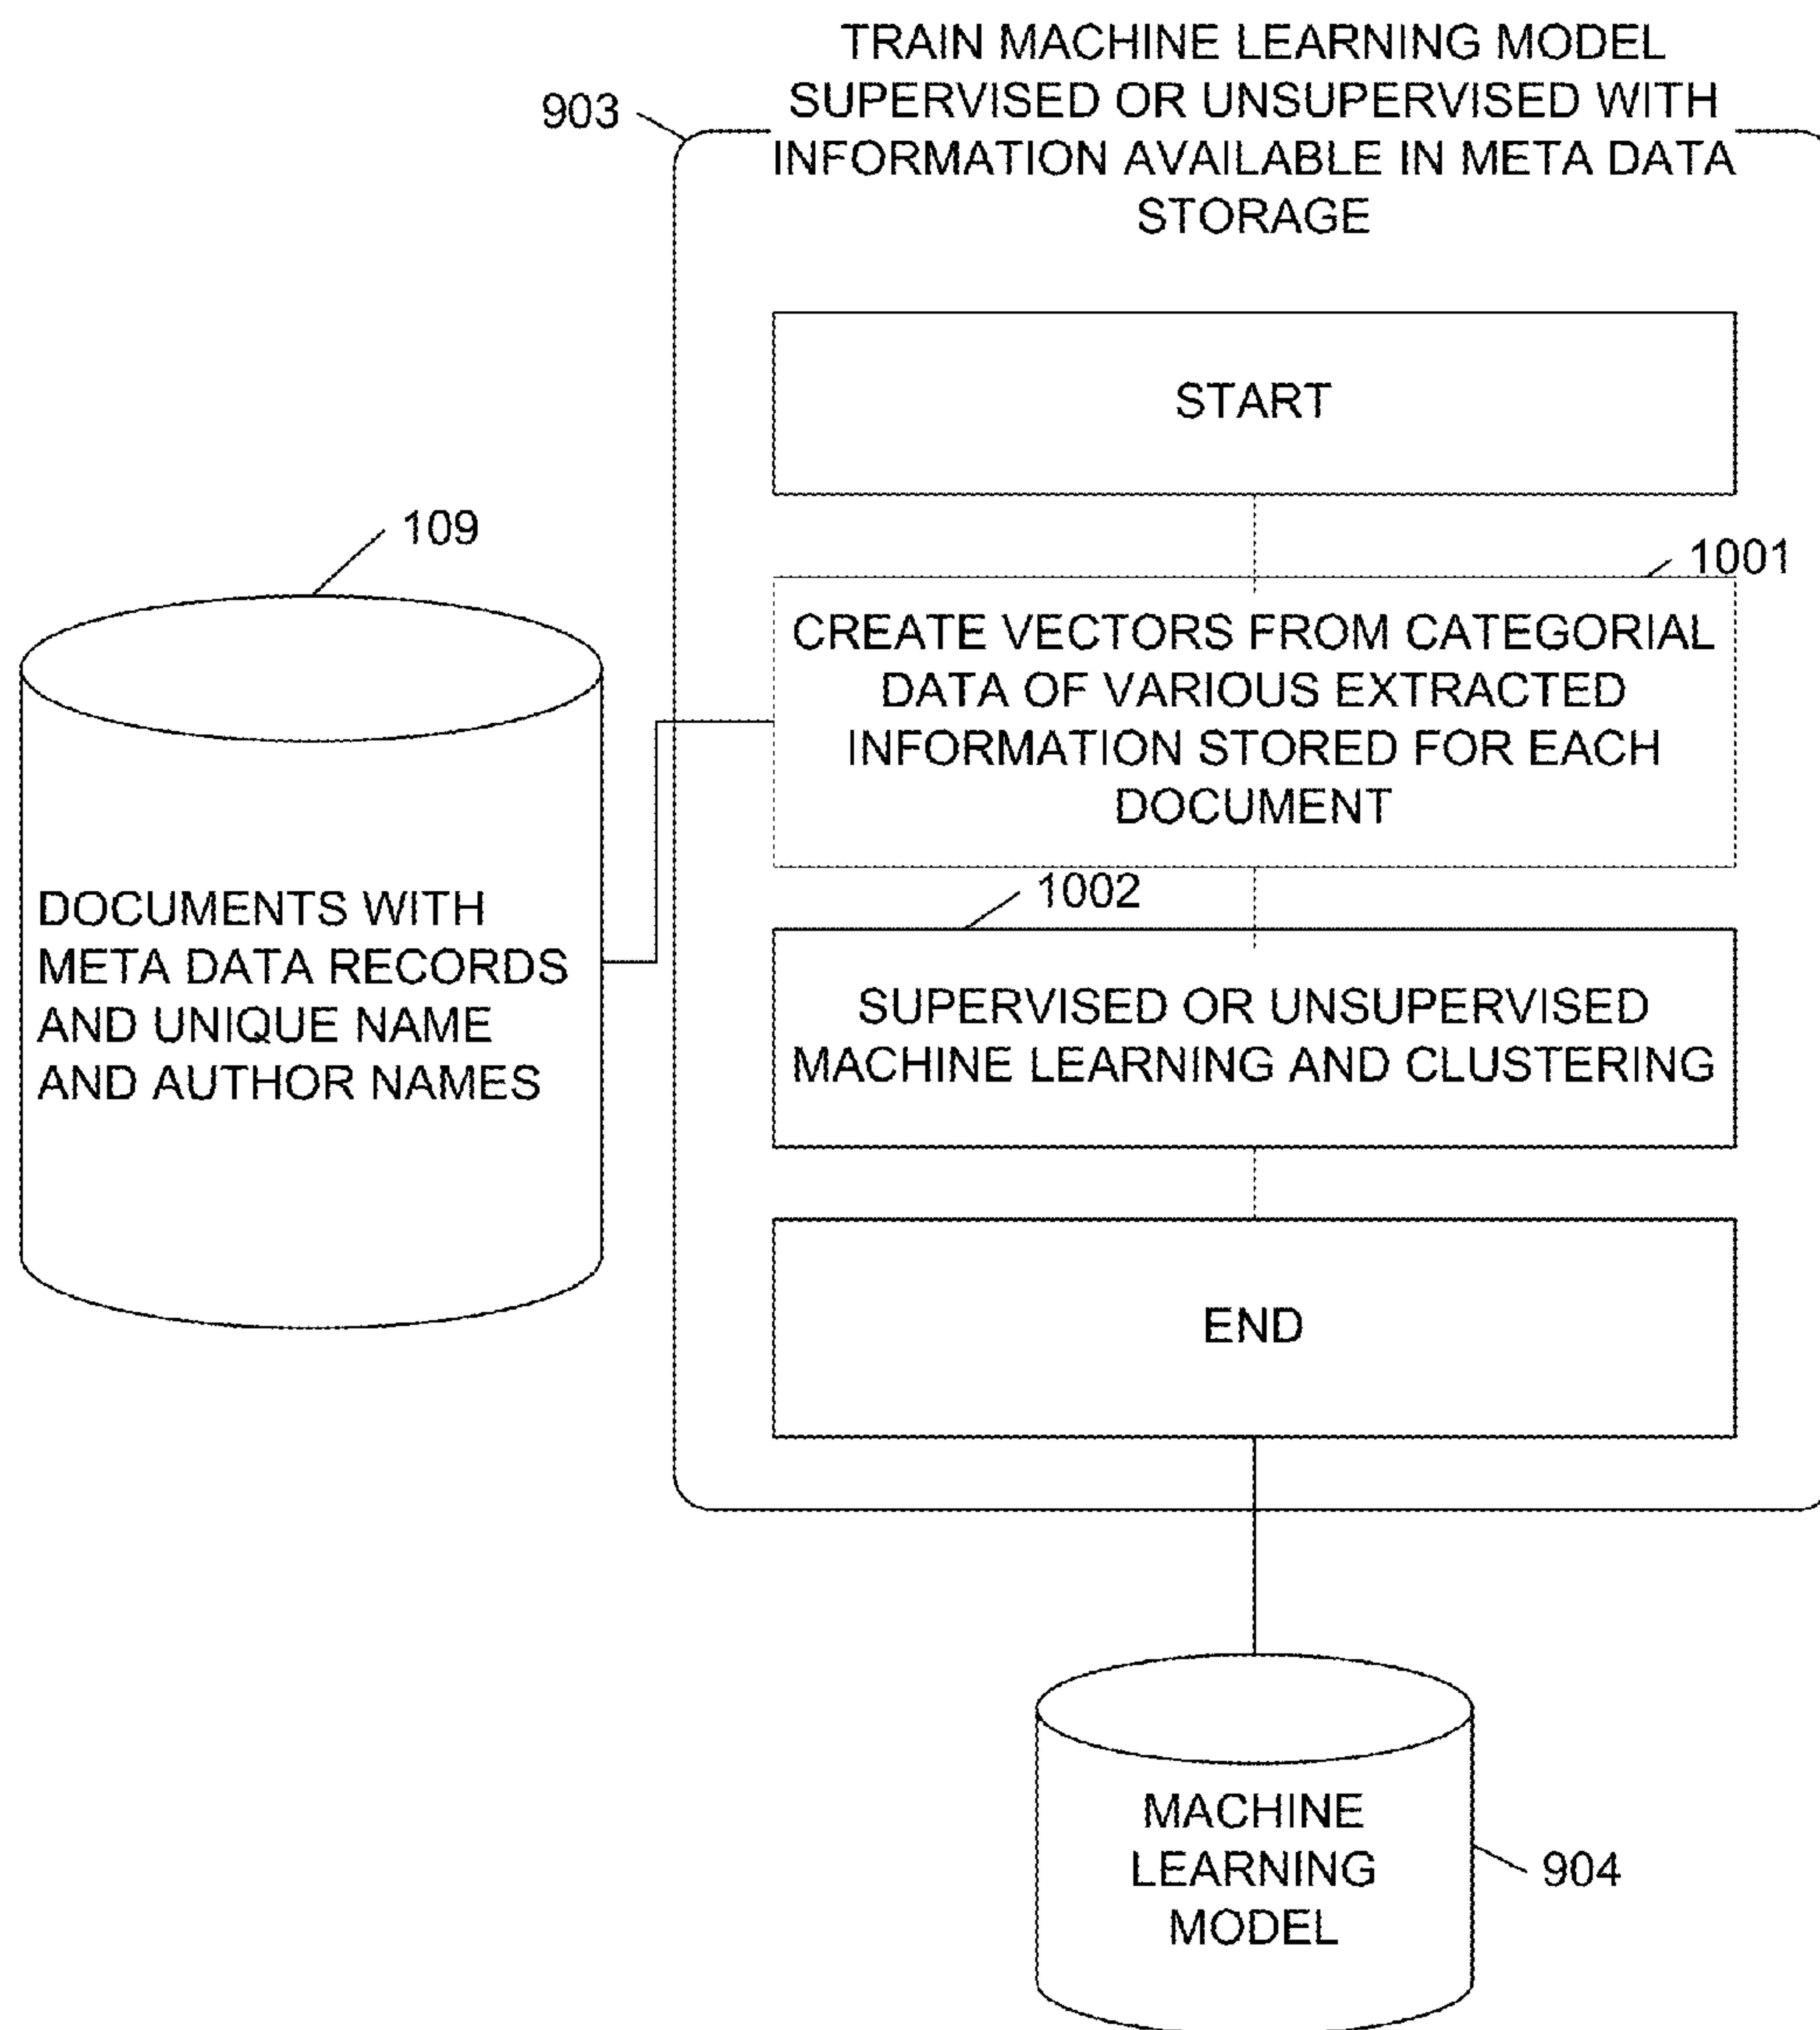 TRAIN MACHINE LEARNING MODEL
SUPERVISED OR UNSUPERVISED WITH
INFORMATION AVAILABLE IN META DATA
STORAGE
903
START
109
1001
CREATE VECTORS FROM CATEGORIAL
DATA OF VARIOUS EXTRACTED
INFORMATION STORED FOR EACH
DOCUMENT
DOCUMENTS WITH
META DATA RECORDS
AND UNIQUE NAME
AND AUTHOR NAMES
1002
SUPERVISED OR UNSUPERVISED
MACHINE LEARNING AND CLUSTERING
END
MACHINE
LEARNING
MODEL
904